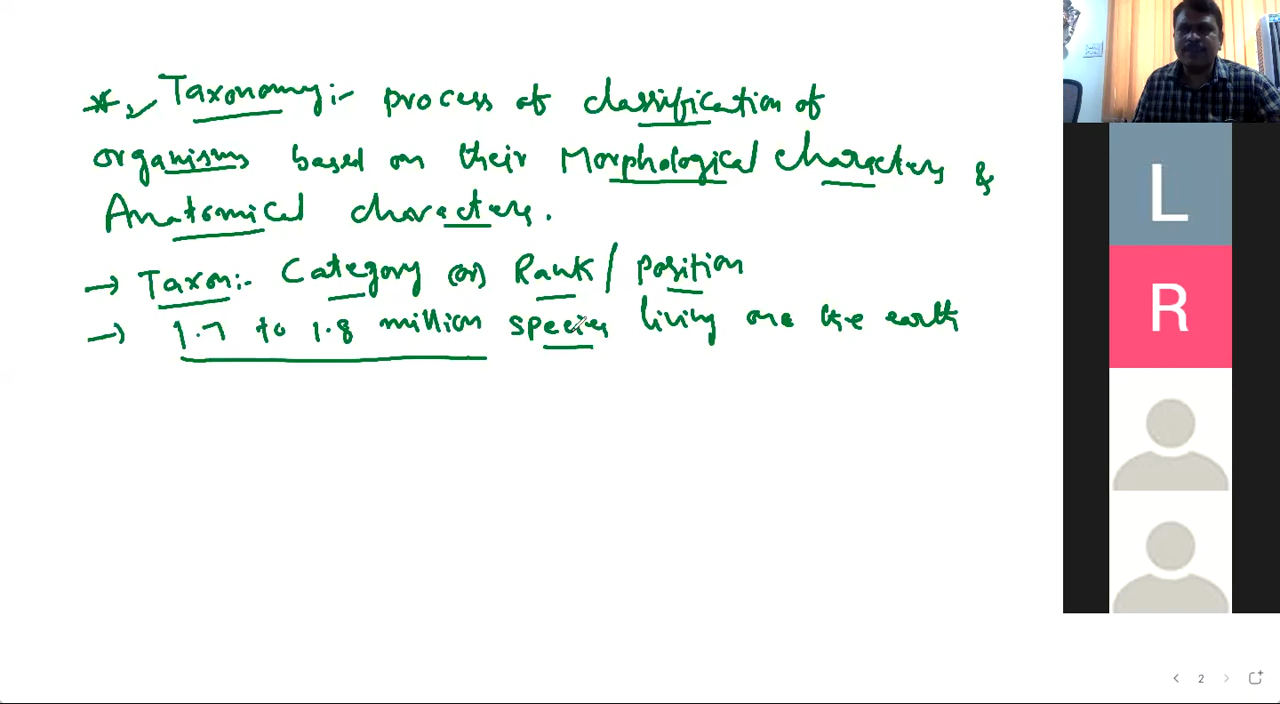 * ✓ Taxonomy :- process of classification of
organisms based on their Morphological characters &
Anatomical characters.
→ Taxon :- Category (or) Rank / position
→ 1.7 to 1.8 million species living one the earth
L
R
2